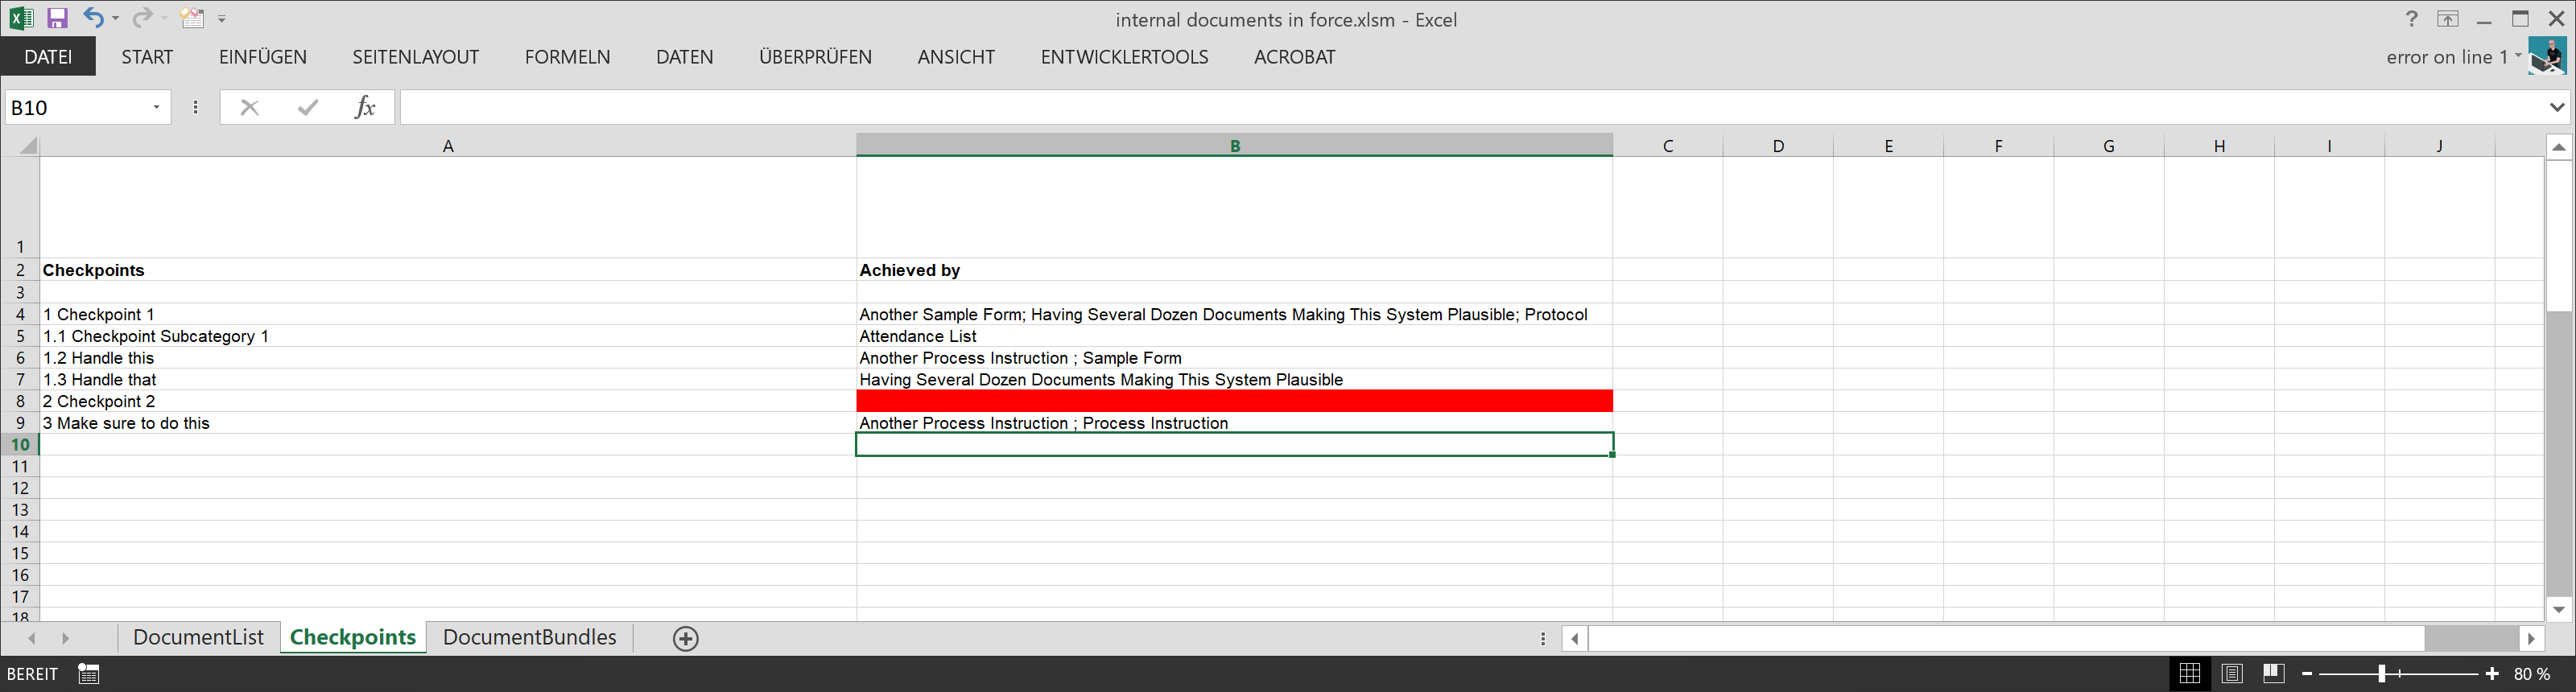 internal documents in force.xlsm - Excel
?
DATEI START EINFÜGEN SEITENLAYOUT FORMELN DATEN ÜBERPRÜFEN ANSICHT ENTWICKLERTOOLS ACROBAT error on line 1
B10 fx
A B C D E F G H I J
1
2 Checkpoints Achieved by
3
4 1 Checkpoint 1 Another Sample Form; Having Several Dozen Documents Making This System Plausible; Protocol
5 1.1 Checkpoint Subcategory 1 Attendance List
6 1.2 Handle this Another Process Instruction ; Sample Form
7 1.3 Handle that Having Several Dozen Documents Making This System Plausible
8 2 Checkpoint 2
9 3 Make sure to do this Another Process Instruction ; Process Instruction
10
11
12
13
14
15
16
17
18
DocumentList Checkpoints DocumentBundles
BEREIT 80 %